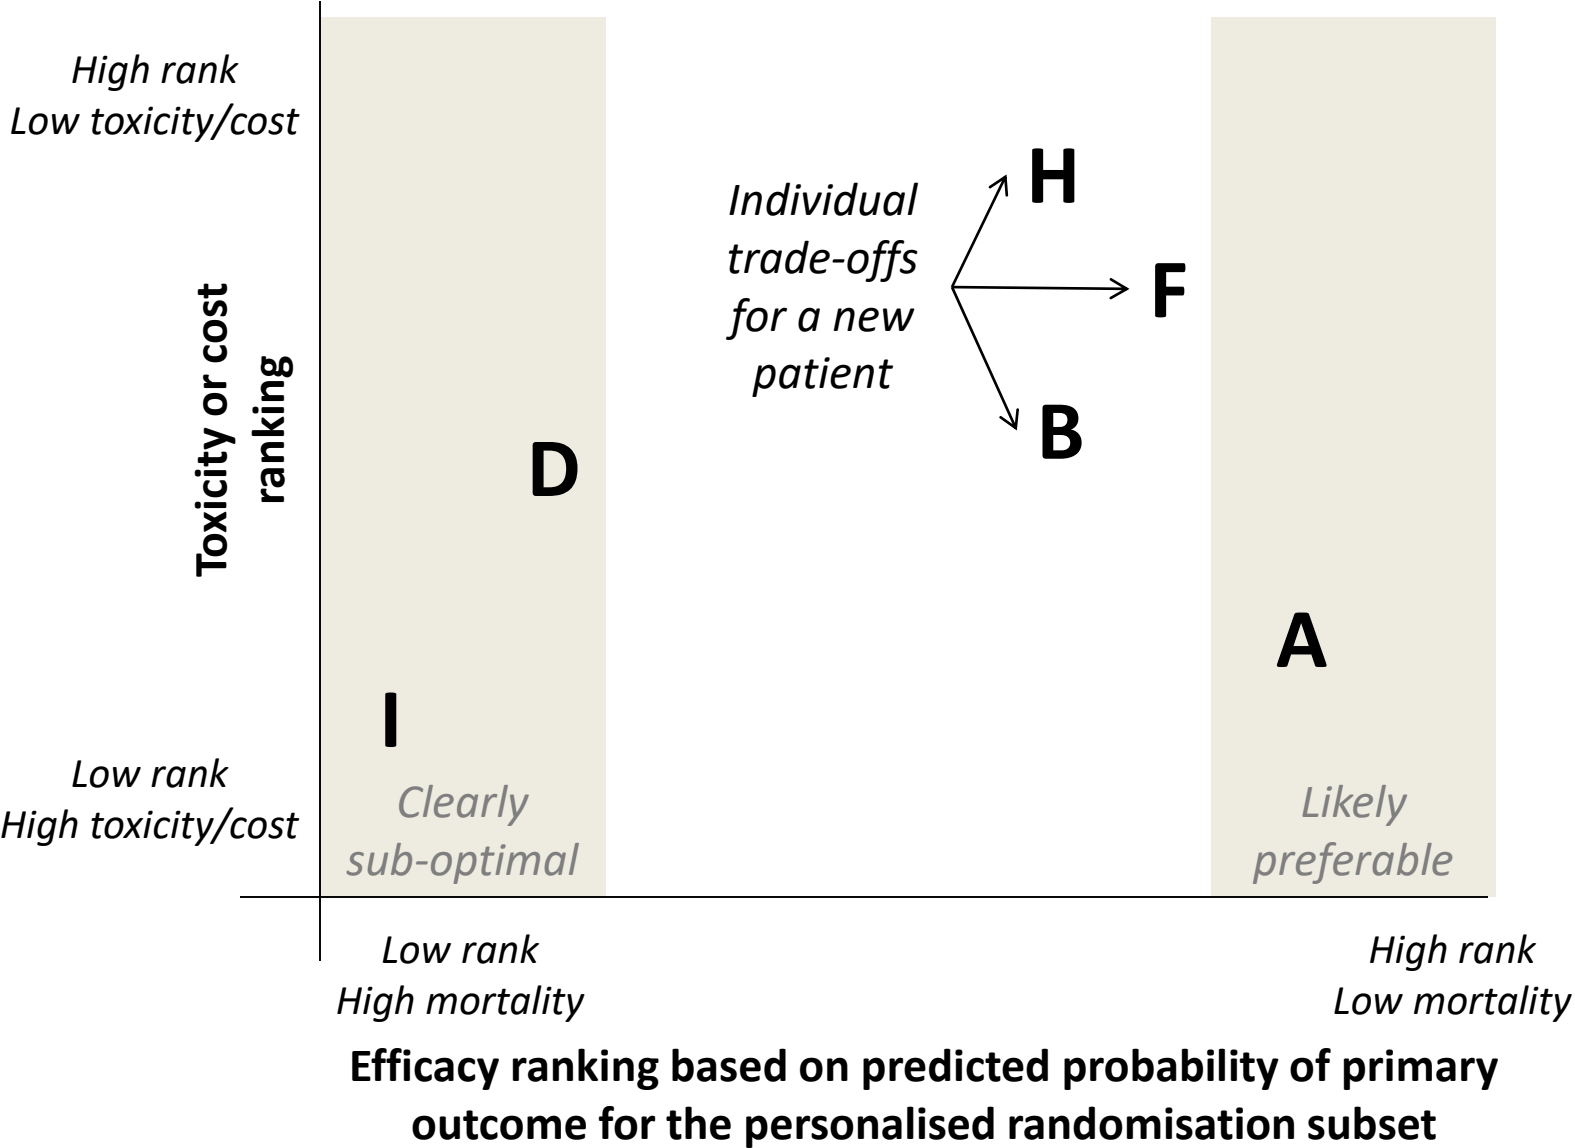 High rank
Low toxicity/cost
H
Individual
trade-offs
for a new
patient
F
B
Toxicity or cost
ranking
D
A
I
Low rank
High toxicity/cost
Clearly
sub-optimal
Likely
preferable
Low rank
High mortality
High rank
Low mortality
Efficacy ranking based on predicted probability of primary
outcome for the personalised randomisation subset